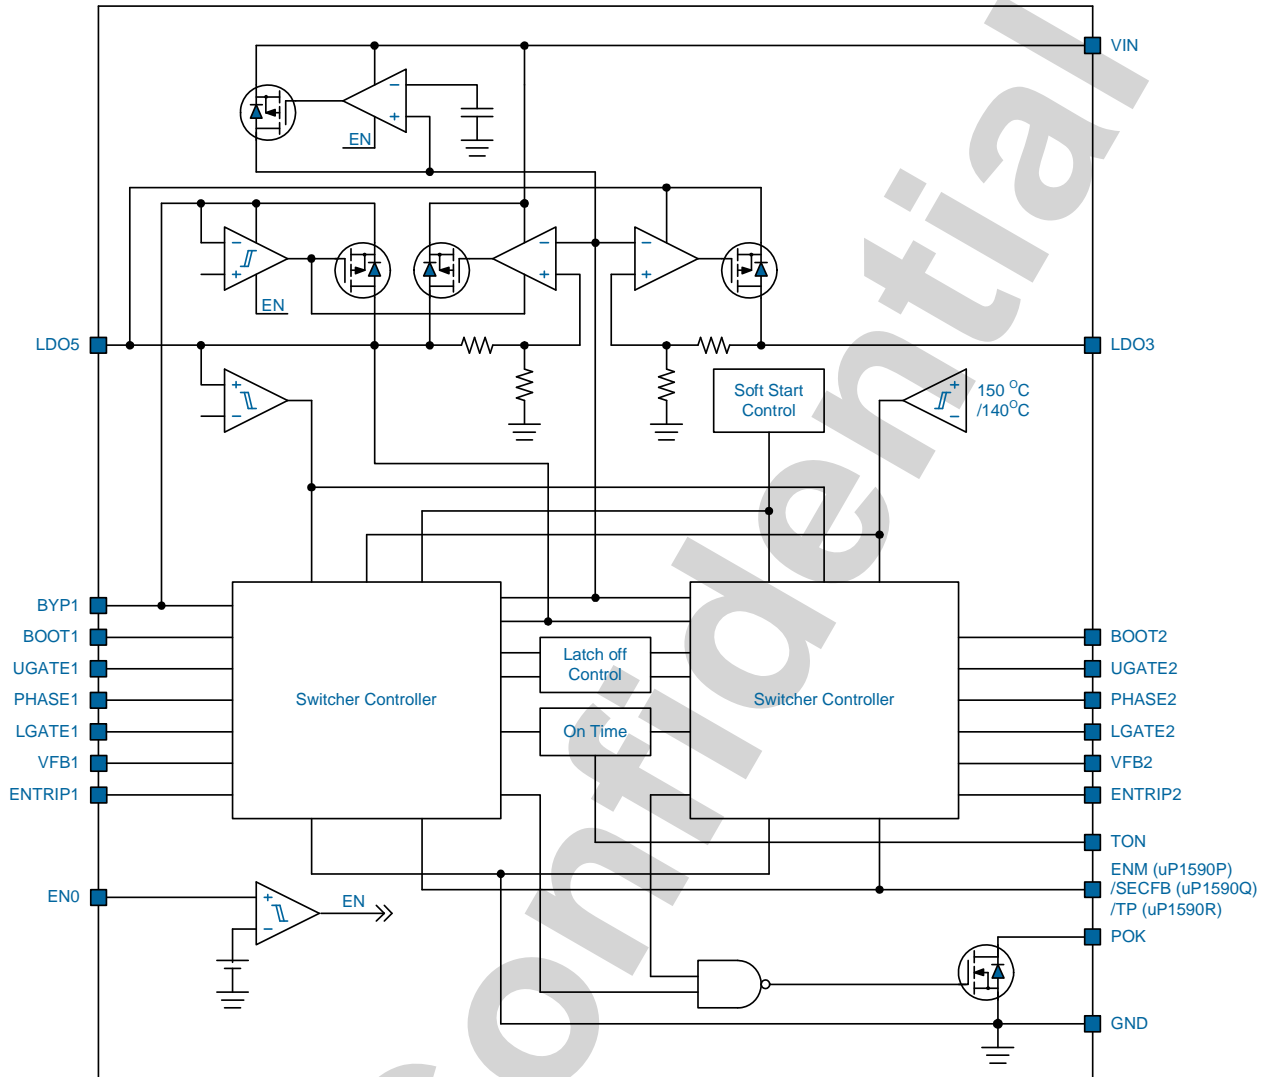 VIN
−
+
EN
−
+
−
+
−
+
EN
LDO5
LDO3
+
−
Soft Start
Control
+
−
150 °C
/140°C
BYP1
BOOT1
UGATE1
PHASE1
LGATE1
VFB1
ENTRIP1
Switcher Controller
Latch off
Control
On Time
Switcher Controller
BOOT2
UGATE2
PHASE2
LGATE2
VFB2
ENTRIP2
TON
ENM (uP1590P)
/SECFB (uP1590Q)
/TP (uP1590R)
EN0
+
−
EN
POK
GND
Confidential